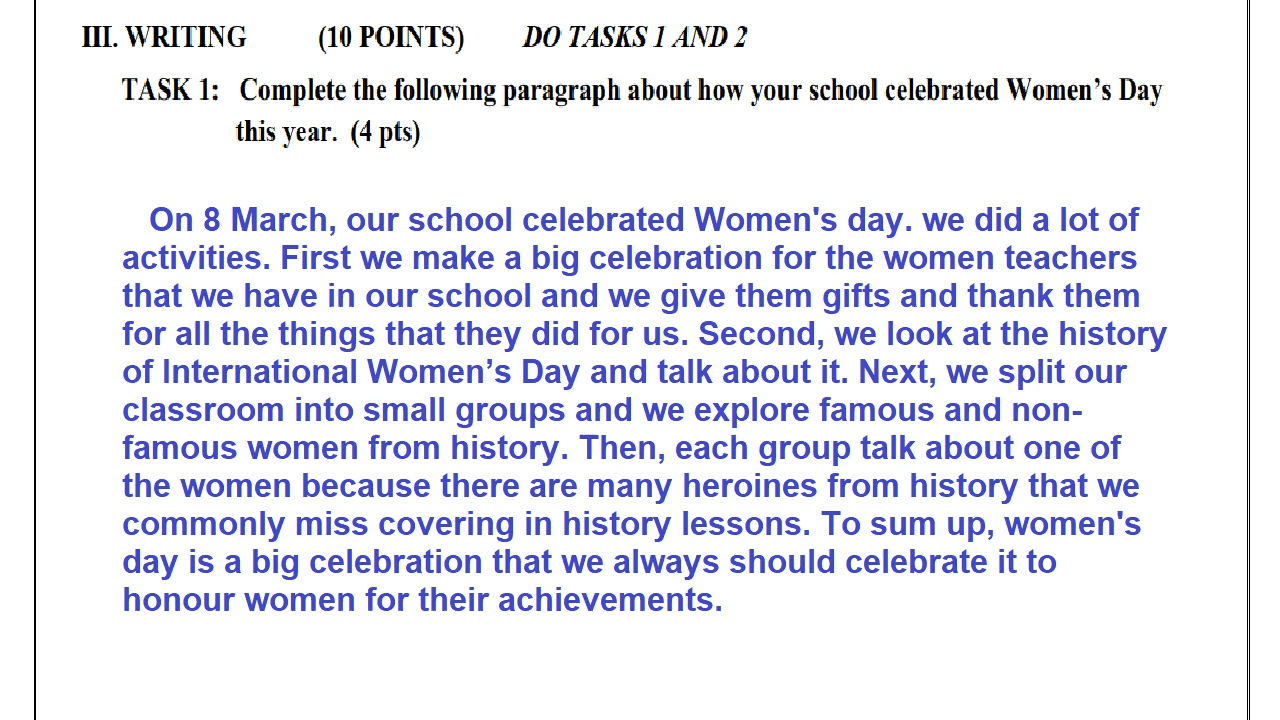 III. WRITING (10 POINTS) DO TASKS 1 AND 2
TASK 1: Complete the following paragraph about how your school celebrated Women’s Day
this year. (4 pts)
On 8 March, our school celebrated Women's day. we did a lot of
activities. First we make a big celebration for the women teachers
that we have in our school and we give them gifts and thank them
for all the things that they did for us. Second, we look at the history
of International Women’s Day and talk about it. Next, we split our
classroom into small groups and we explore famous and non-
famous women from history. Then, each group talk about one of
the women because there are many heroines from history that we
commonly miss covering in history lessons. To sum up, women's
day is a big celebration that we always should celebrate it to
honour women for their achievements.